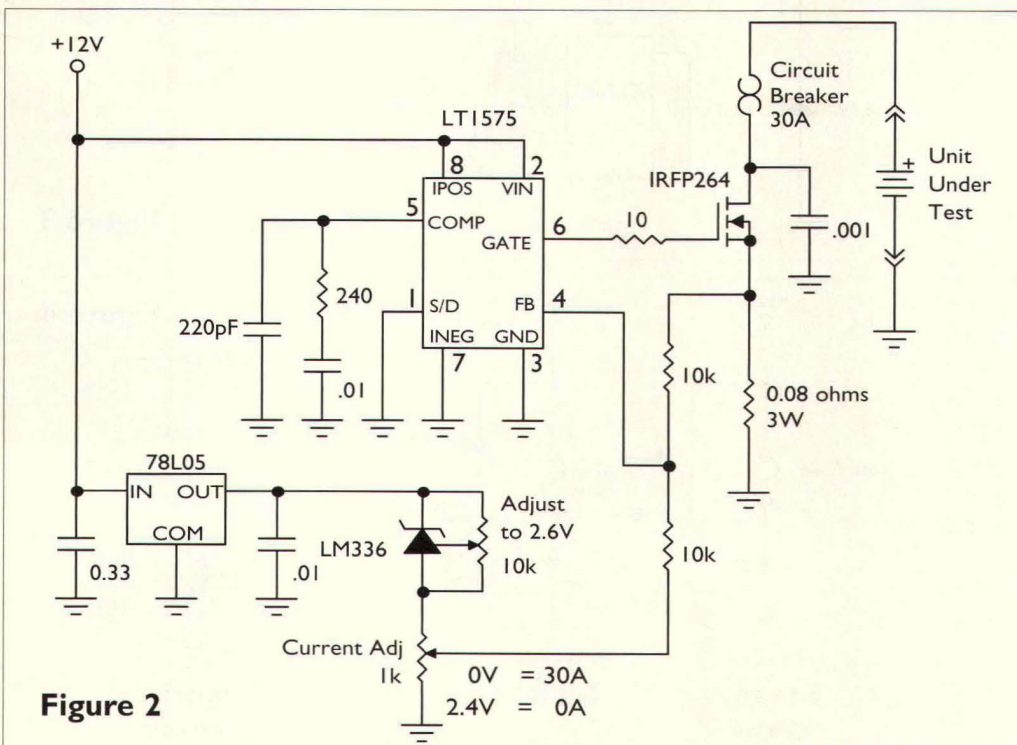 +12V
Circuit
Breaker
30A
LT1575
8
2
IPOS
VIN
IRFP264
Unit
Under
Test
+
5
COMP
GATE
6
10
.001
240
1
S/D
FB
4
220pF
INEG
GND
7
3
.01
10k
0.08 ohms
3W
78L05
IN
OUT
COM
Adjust
to 2.6V
10k
LM336
0.33
.01
10k
Current Adj
1k
0V = 30A
2.4V = 0A
Figure 2